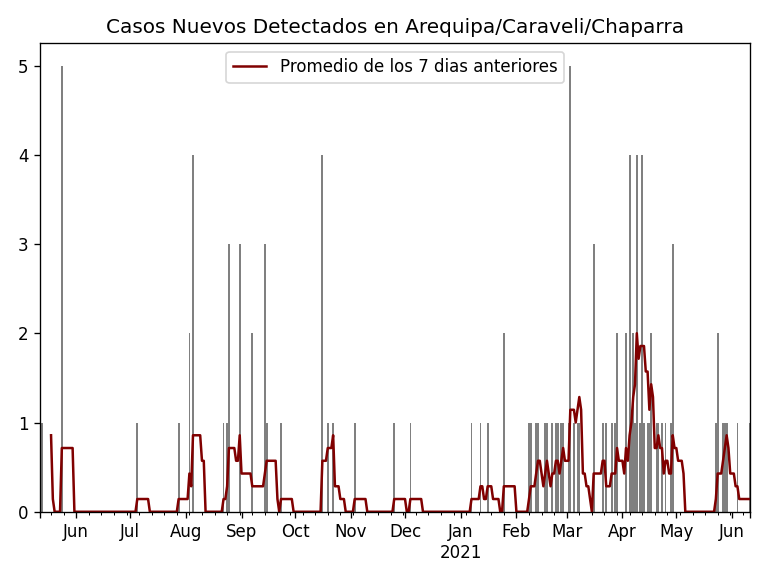 Casos Nuevos Detectados en Arequipa/Caraveli/Chaparra
Promedio de los 7 dias anteriores
5
4
3
2
1
0
Jun Jul Aug Sep Oct Nov Dec Jan Feb Mar Apr May Jun
2021